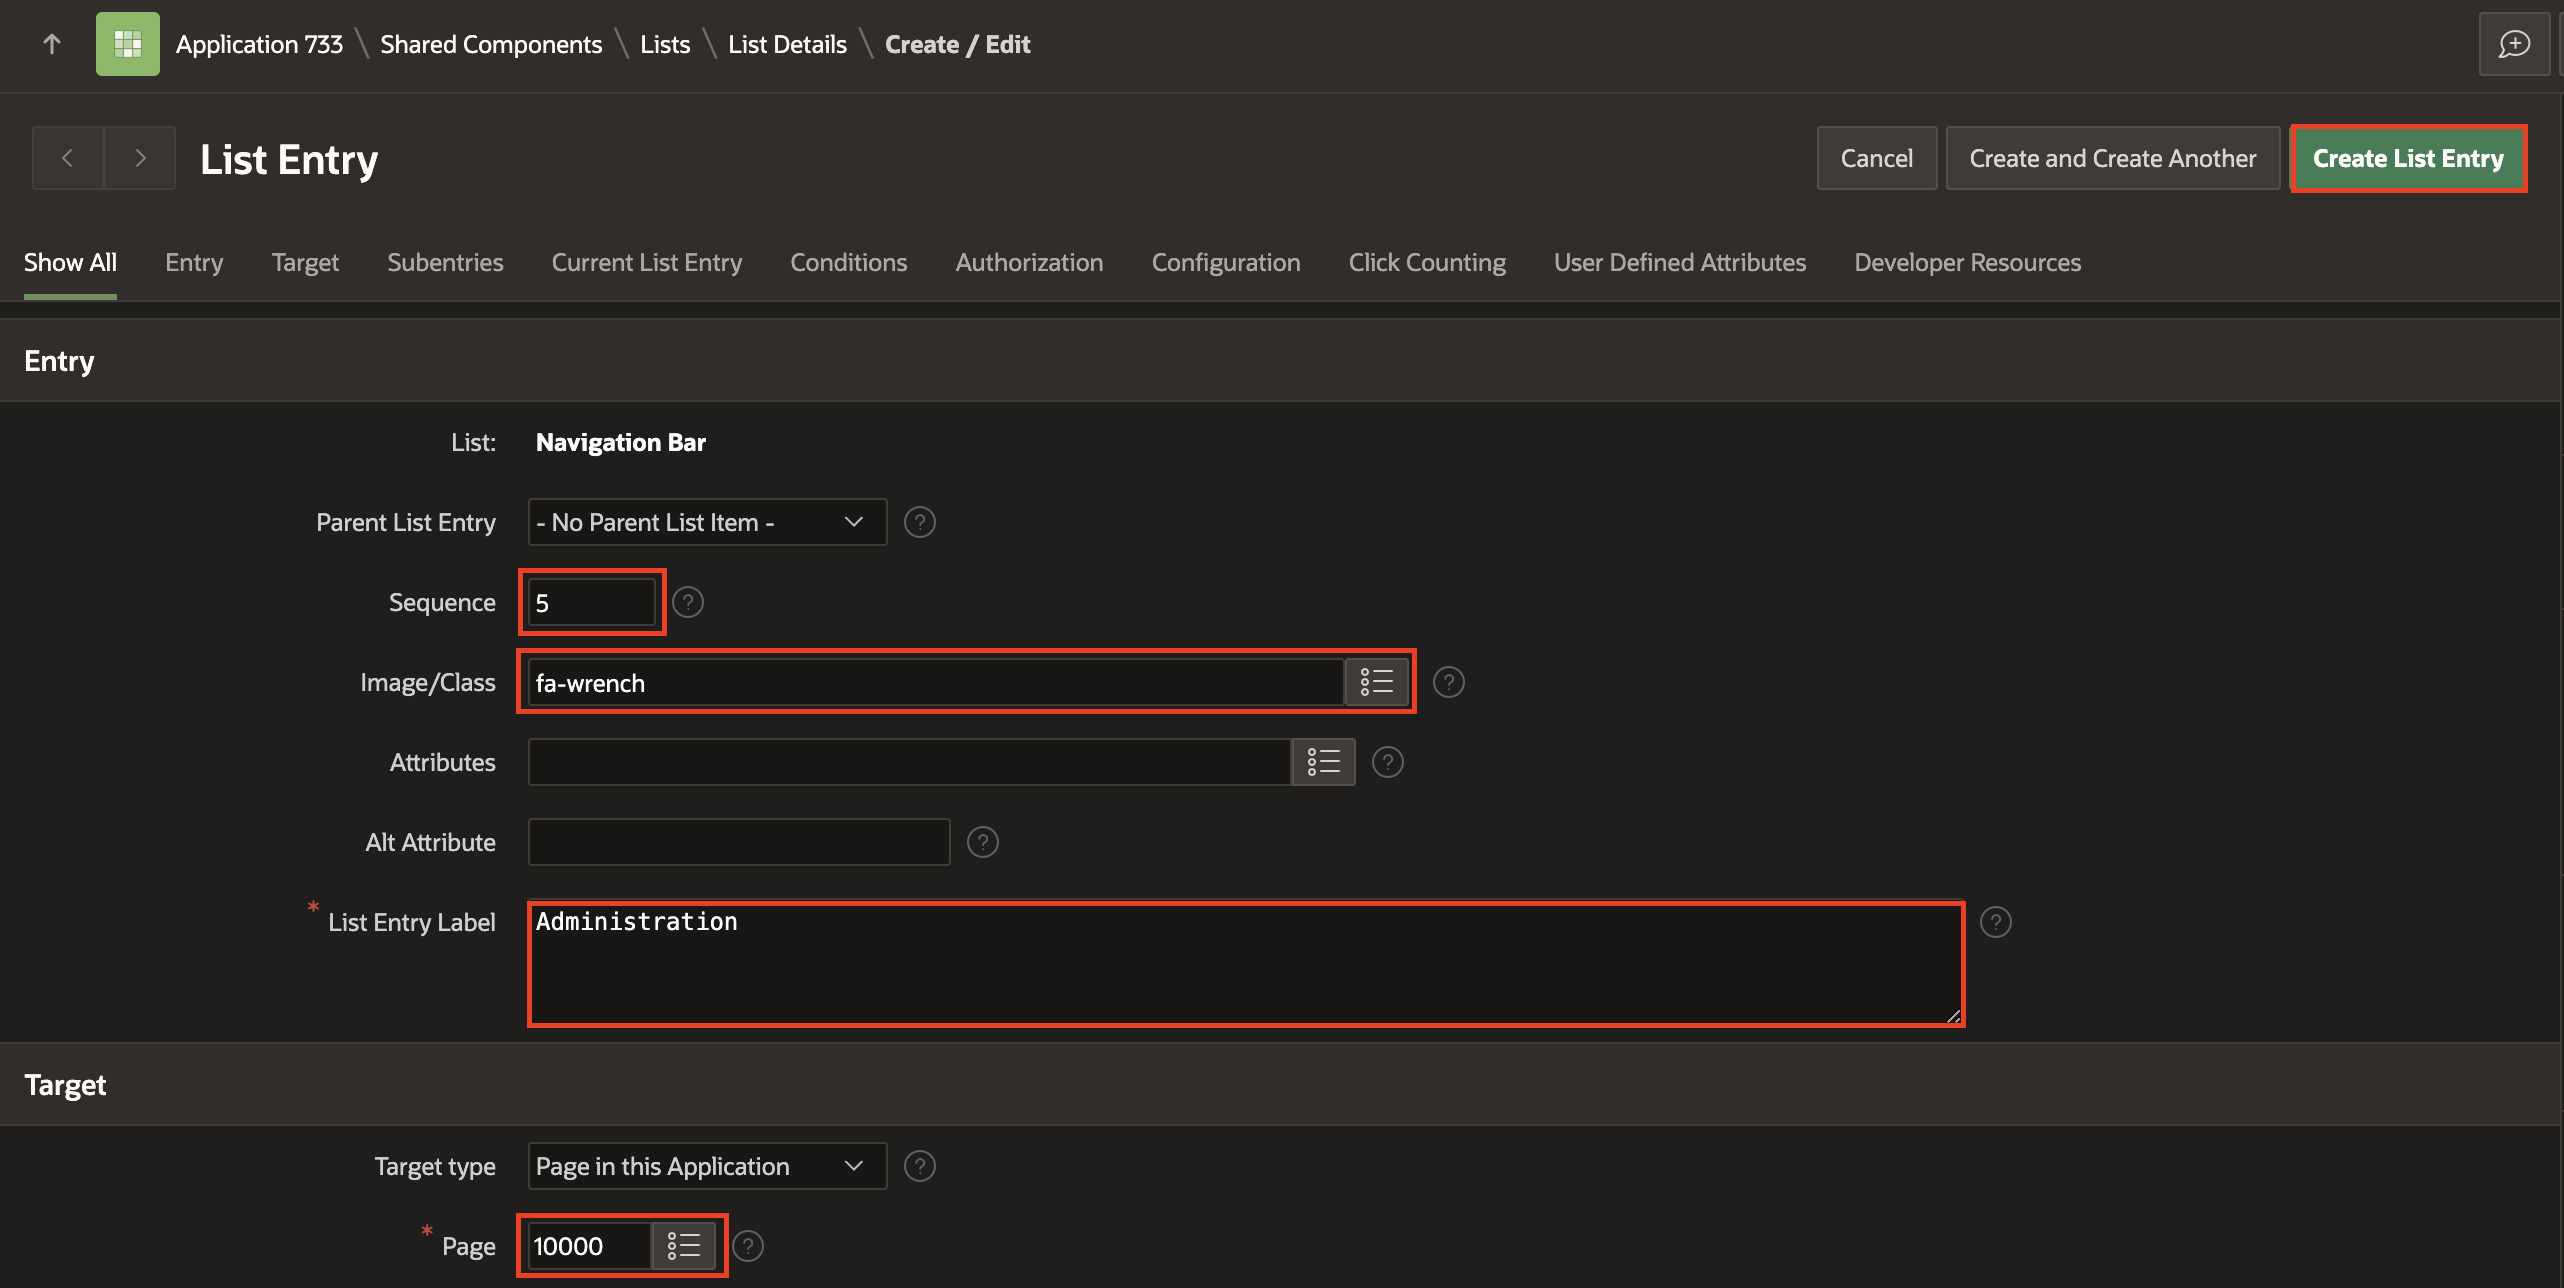 Application 733 \ Shared Components \ Lists \ List Details \ Create / Edit
List Entry
Cancel
Create and Create Another
Create List Entry
Show All
Entry
Target
Subentries
Current List Entry
Conditions
Authorization
Configuration
Click Counting
User Defined Attributes
Developer Resources
Entry
List: Navigation Bar
Parent List Entry - No Parent List Item - ?
Sequence 5 ?
Image/Class fa-wrench ?
Attributes ?
Alt Attribute ?
* List Entry Label Administration ?
Target
Target type Page in this Application ?
* Page 10000 ?